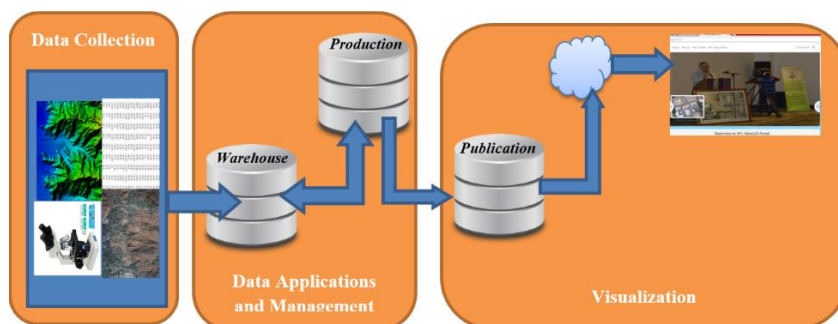 Data Collection
Production
Warehouse
Publication
Data Applications
and Management
Visualization